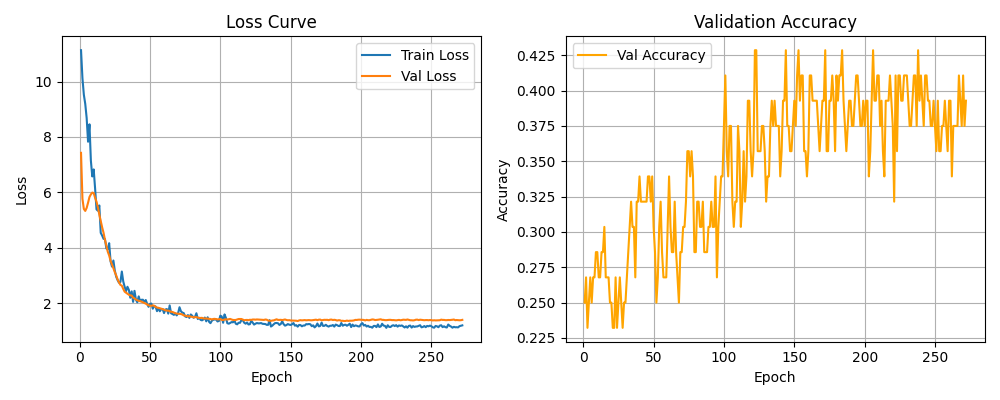 Loss Curve
Train Loss
Val Loss
10
8
6
4
2
Loss
0
50
100
150
200
250
Epoch
Validation Accuracy
Val Accuracy
0.425
0.400
0.375
0.350
0.325
0.300
0.275
0.250
0.225
Accuracy
0
50
100
150
200
250
Epoch